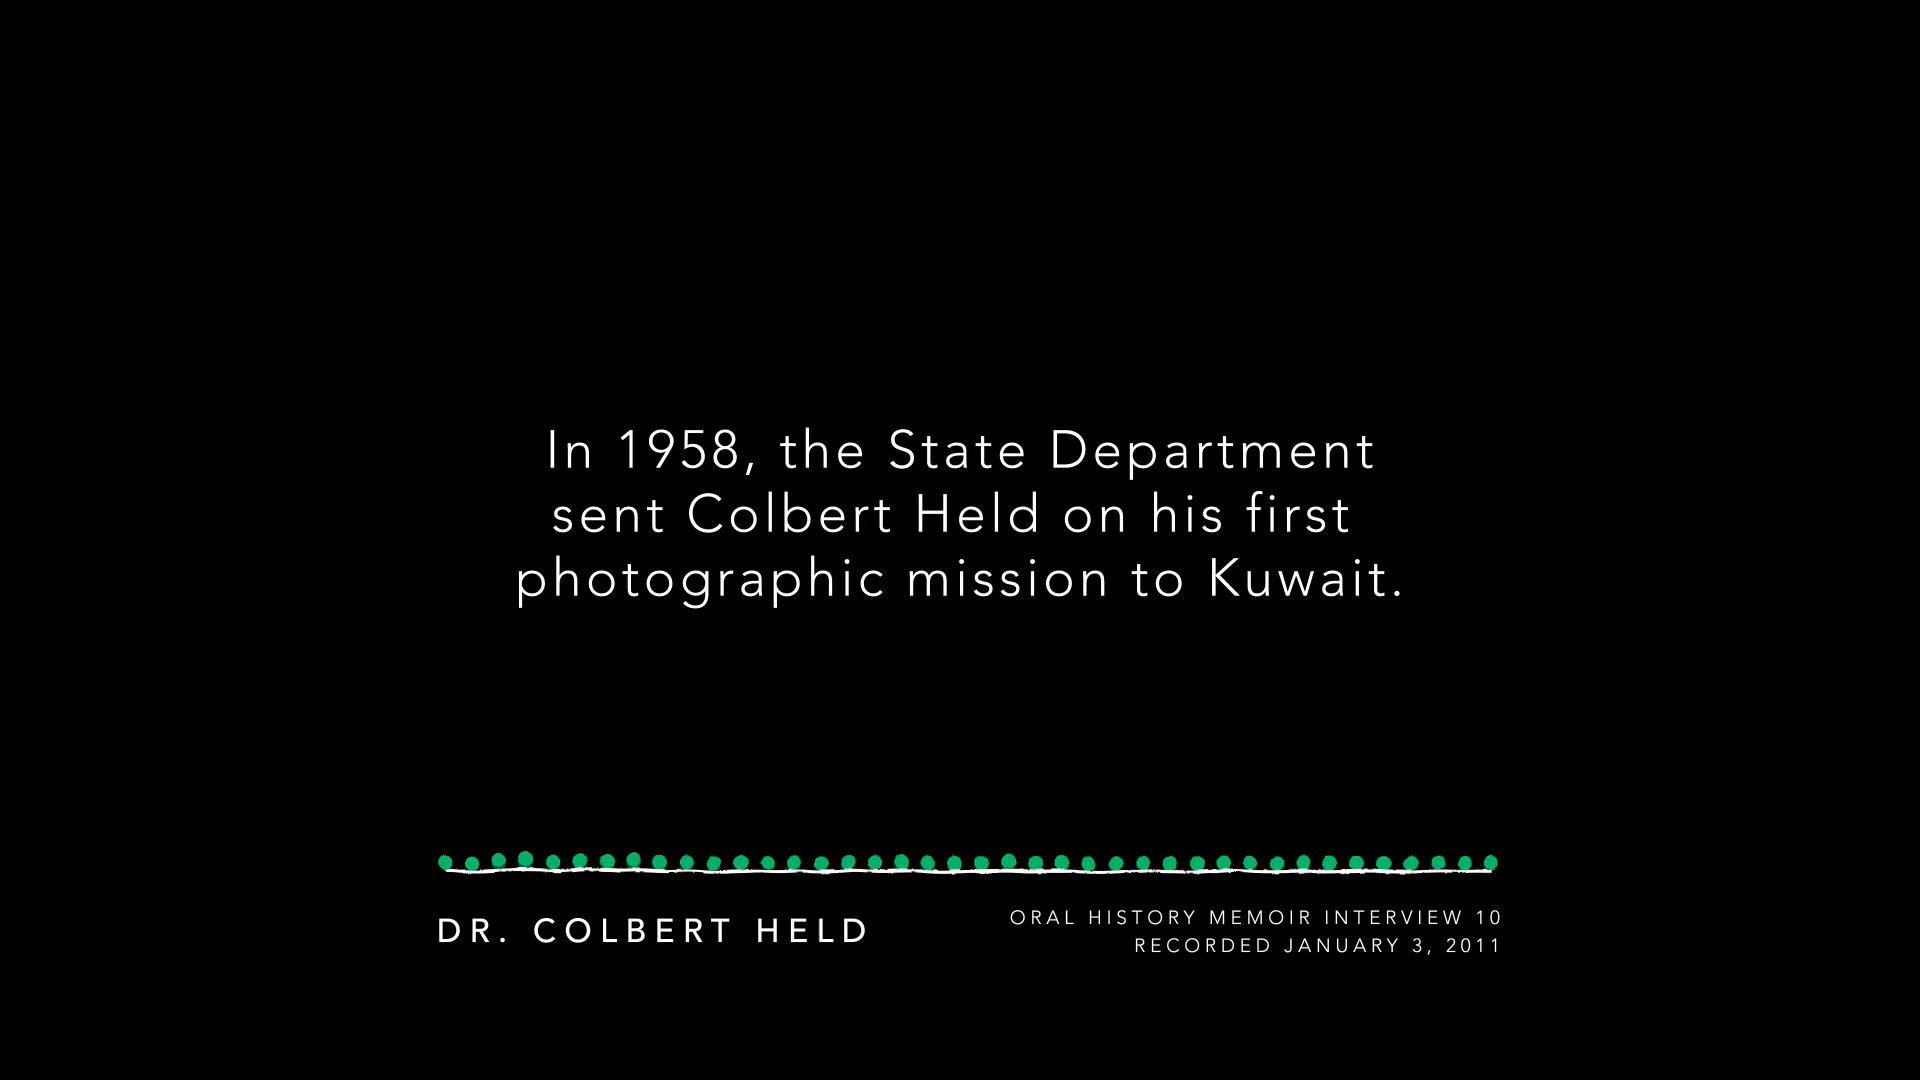 In 1958, the State Department
sent Colbert Held on his first
photographic mission to Kuwait.
DR. COLBERT HELD
ORAL HISTORY MEMOIR INTERVIEW 10
RECORDED JANUARY 3, 2011